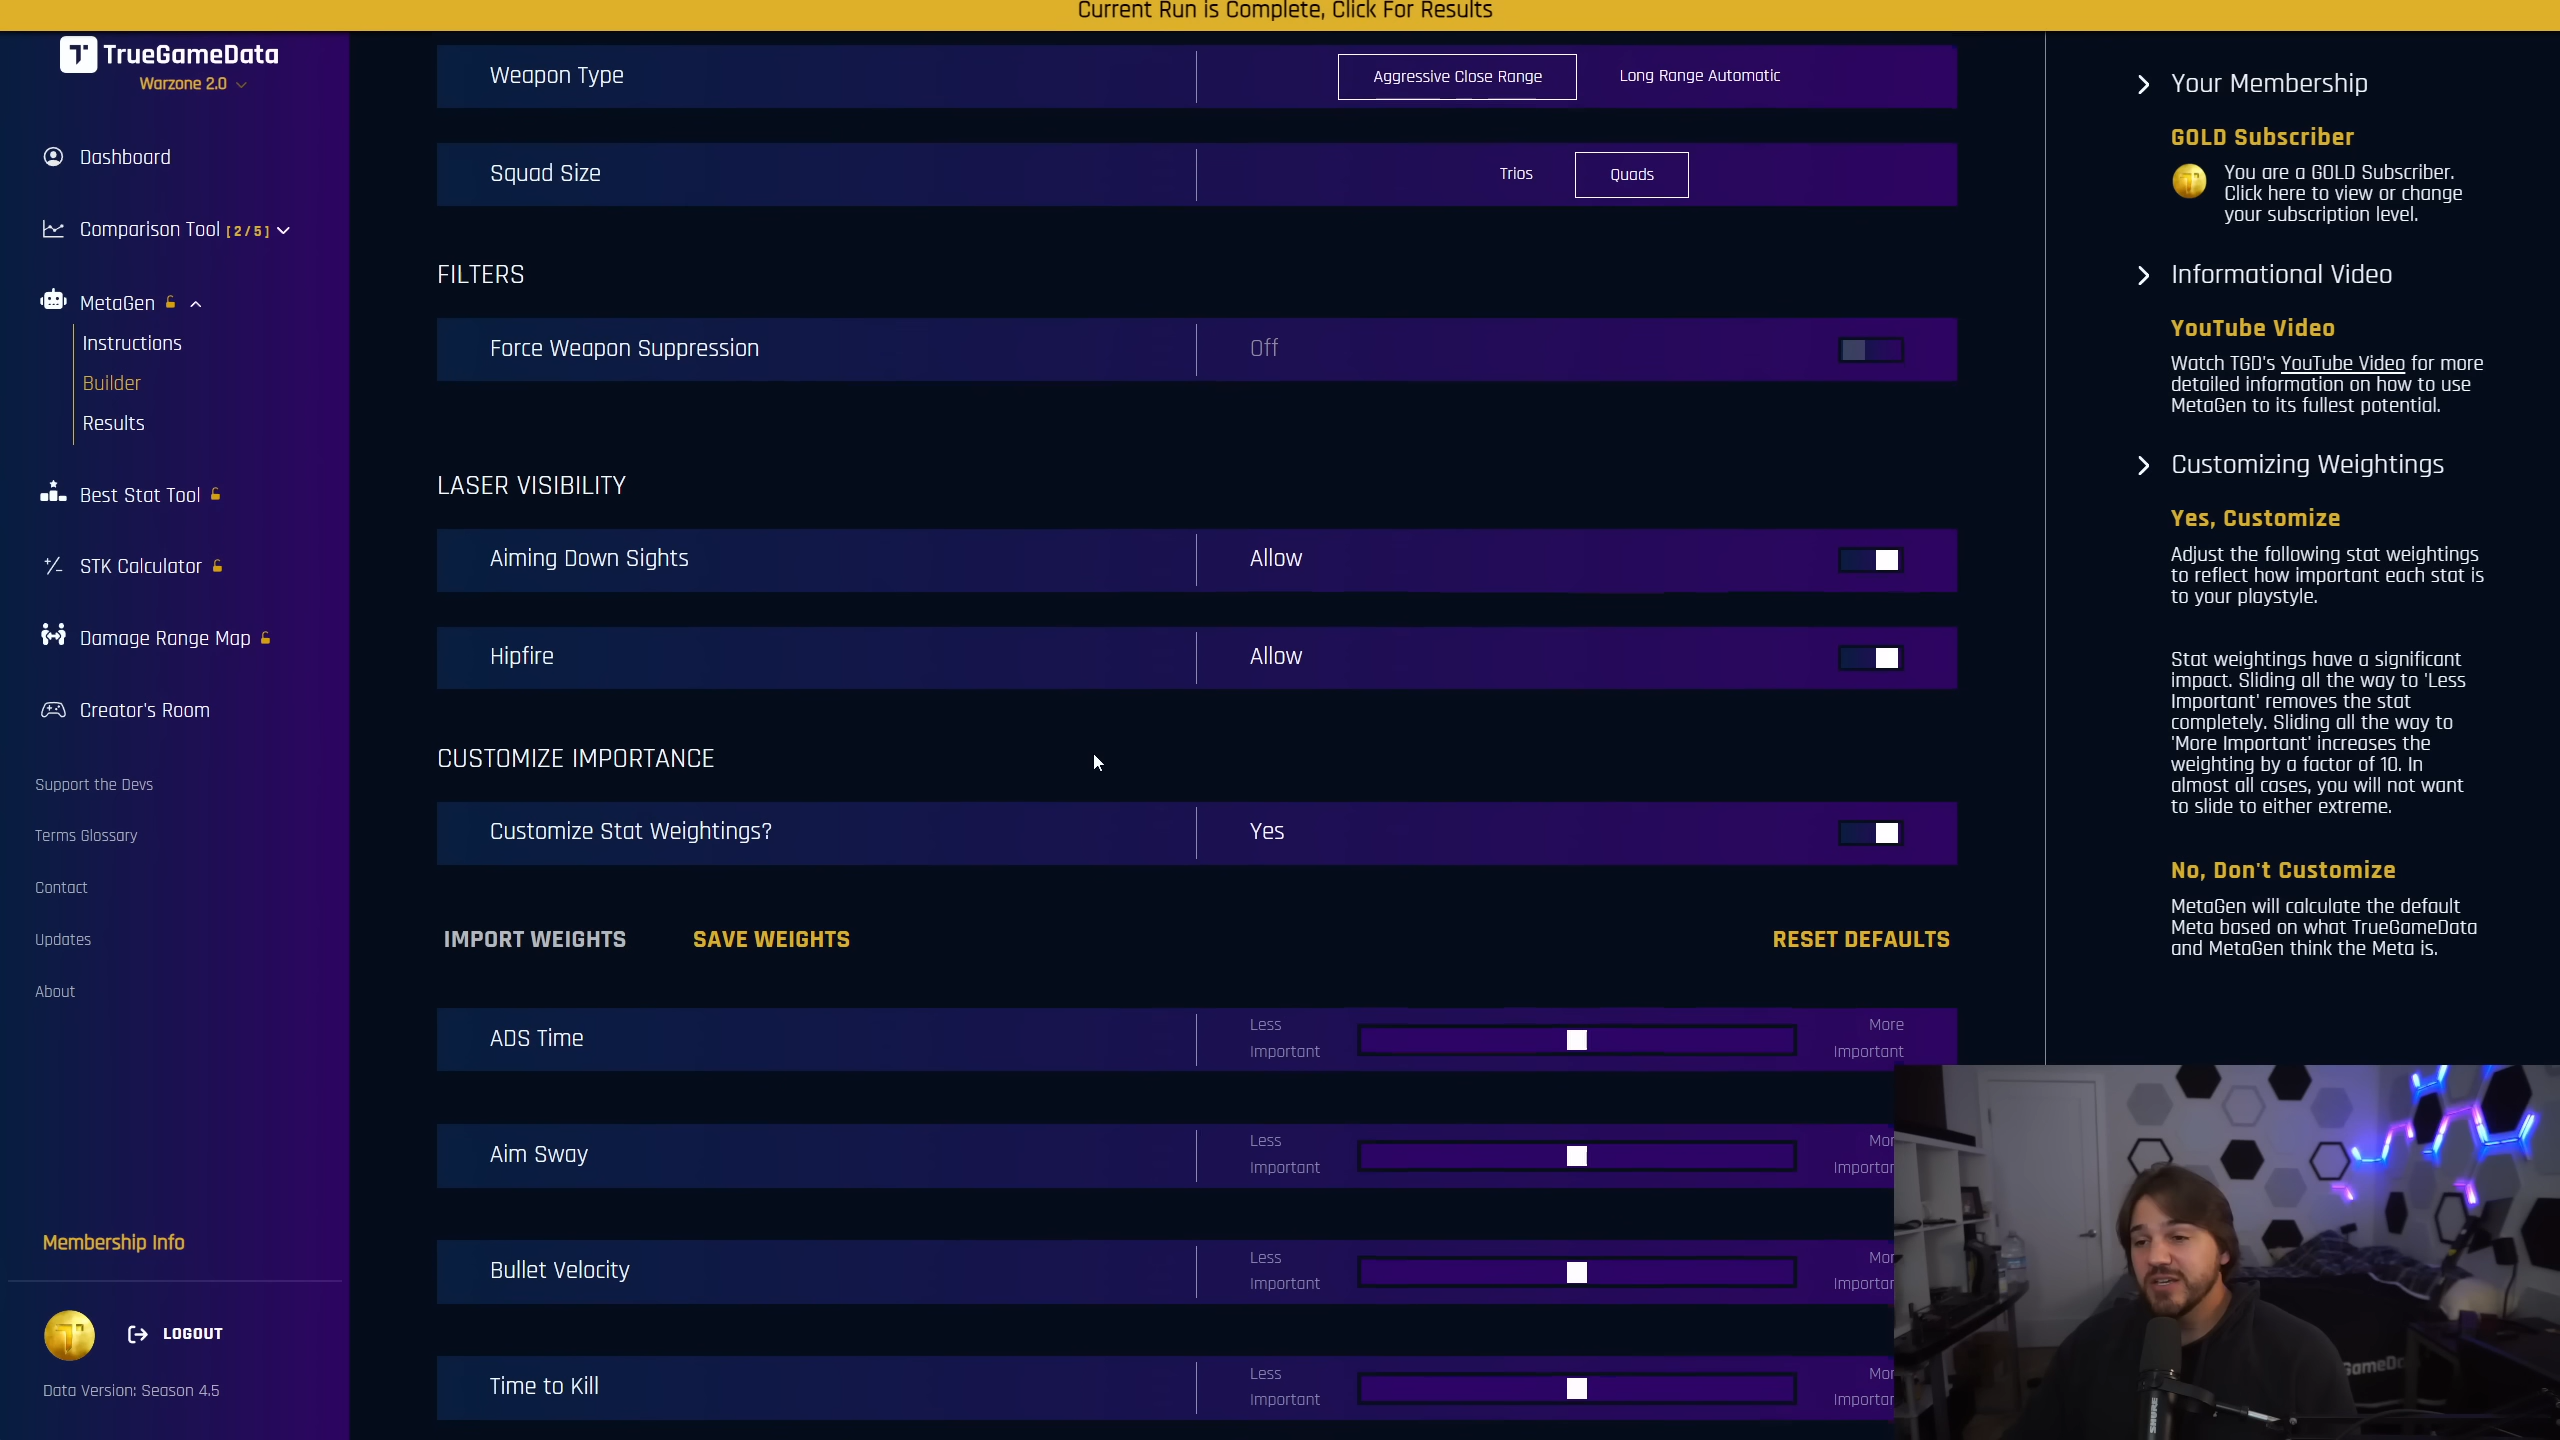 Current Run is Complete, Click For Results
TrueGameData
Warzone 2.0
Dashboard
Comparison Tool [2/5]
MetaGen
Instructions
Builder
Results
Best Stat Tool
STK Calculator
Damage Range Map
Creator's Room
Support the Devs
Terms Glossary
Contact
Updates
About
Membership Info
LOGOUT
Data Version: Season 4.5
Weapon Type
Aggressive Close Range
Long Range Automatic
Squad Size
Trios
Quads
FILTERS
Force Weapon Suppression
Off
LASER VISIBILITY
Aiming Down Sights
Allow
Hipfire
Allow
CUSTOMIZE IMPORTANCE
Customize Stat Weightings?
Yes
IMPORT WEIGHTS
SAVE WEIGHTS
RESET DEFAULTS
ADS Time
Less
Important
More
Important
Aim Sway
Less
Important
Mor
Importan
Bullet Velocity
Less
Important
Mor
Importan
Time to Kill
Less
Important
Mor
Importan
Your Membership
GOLD Subscriber
You are a GOLD Subscriber.
Click here to view or change
your subscription level.
Informational Video
YouTube Video
Watch TGD's YouTube Video for more
detailed information on how to use
MetaGen to its fullest potential.
Customizing Weightings
Yes, Customize
Adjust the following stat weightings
to reflect how important each stat is
to your playstyle.
Stat weightings have a significant
impact. Sliding all the way to 'Less
Important' removes the stat
completely. Sliding all the way to
'More Important' increases the
weighting by a factor of 10. In
almost all cases, you will not want
to slide to either extreme.
No, Don't Customize
MetaGen will calculate the default
Meta based on what TrueGameData
and MetaGen think the Meta is.
SHURE